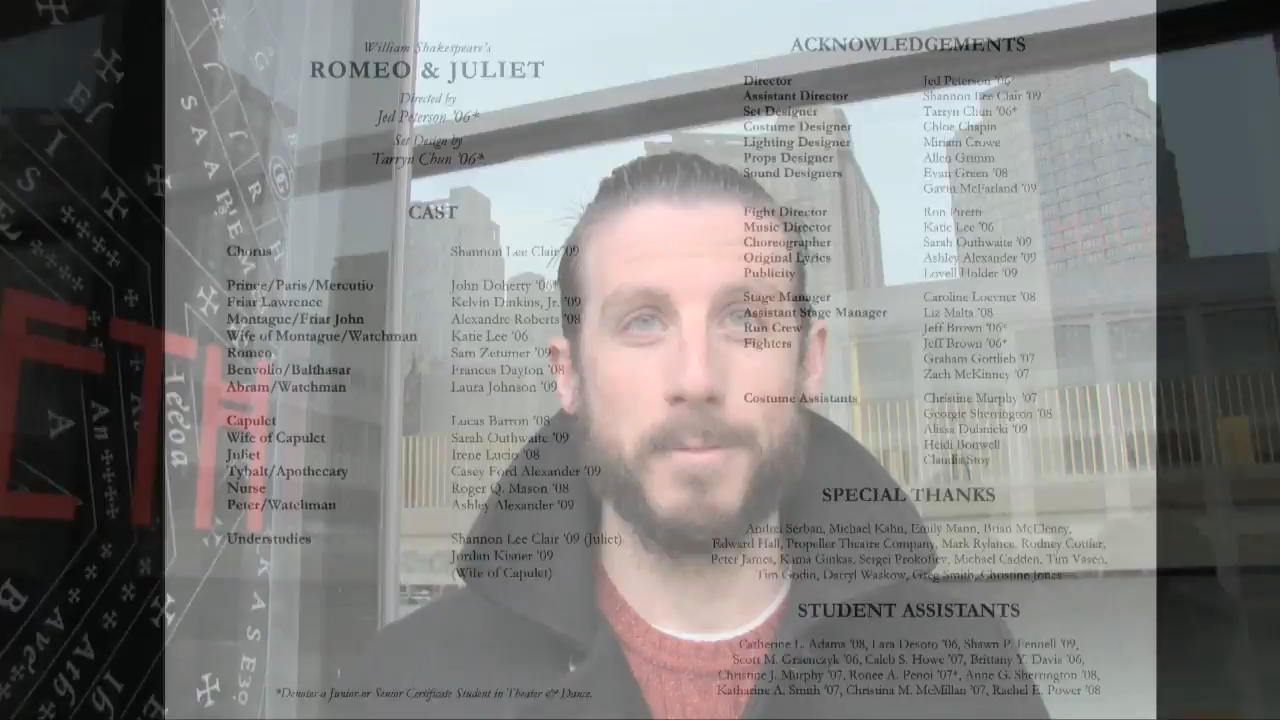 William Shakespeare's
ROMEO & JULIET
Directed by
Jed Peterson '06*
Set Design by
Tarryn Chun '06*
CAST
Chorus Shannon Lee Clair '09
Prince/Paris/Mercutio John Doherty '06*
Friar Lawrence Kelvin Dinkins, Jr. '09
Montague/Friar John Alexandre Roberts '08
Wife of Montague/Watchman Katie Lee '06
Romeo Sam Zetumer '09
Benvolio/Balthasar Frances Dayton '08
Abram/Watchman Laura Johnson '09
Capulet Lucas Barron '08
Wife of Capulet Sarah Outhwaite '09
Juliet Irene Lucio '08
Tybalt/Apothecary Casey Ford Alexander '09
Nurse Roger Q. Mason '08
Peter/Watchman Ashley Alexander '09
Understudies Shannon Lee Clair '09 (Juliet)
Jordan Kisner '09
(Wife of Capulet)
*Denotes a Junior or Senior Certificate Student in Theater & Dance.
ACKNOWLEDGEMENTS
Director Jed Peterson '06*
Assistant Director Shannon Lee Clair '09
Set Designer Tarryn Chun '06*
Costume Designer Chloe Chapin
Lighting Designer Miriam Crowe
Props Designer Allen Grimm
Sound Designers Evan Green '08
Gavin McFarland '09
Fight Director Ron
Music Director Katie Lee '06
Choreographer Sarah Outhwaite '09
Original Lyrics Ashley Alexander '09
Publicity Lovell Holder '09
Stage Manager Caroline Loevner '08
Assistant Stage Manager Liz Malta '08
Run Crew Jeff Brown '06*
Fighters Jeff Brown '06*
Graham Gottlieb '07
Zach McKinney '07
Costume Assistants Christine Murphy '07
Georgie Sherrington '08
Alissa Dubnicki '09
Heidi Bonwell
Claudia Stoy
SPECIAL THANKS
Andrei Serban, Michael Kahn, Emily Mann, Brian McEleney,
Edward Hall, Propeller Theatre Company, Mark Rylance, Rodney Cottier,
Peter James, Kama Ginkas, Sergei Prokofiev, Michael Cadden, Tim Vasen,
Tim Godin, Darryl Waskow, Greg Smith, Christine Jones
STUDENT ASSISTANTS
Catherine L. Adams '08, Lara Desoto '06, Shawn P. Fennell '09,
Scott M. Grzenczyk '06, Caleb S. Howe '07, Brittany Y. Davis '06,
Christine J. Murphy '07, Ronee A. Penoi '07*, Anne G. Sherrington '08,
Katharine A. Smith '07, Christina M. McMillan '07, Rachel E. Power '08
ETH